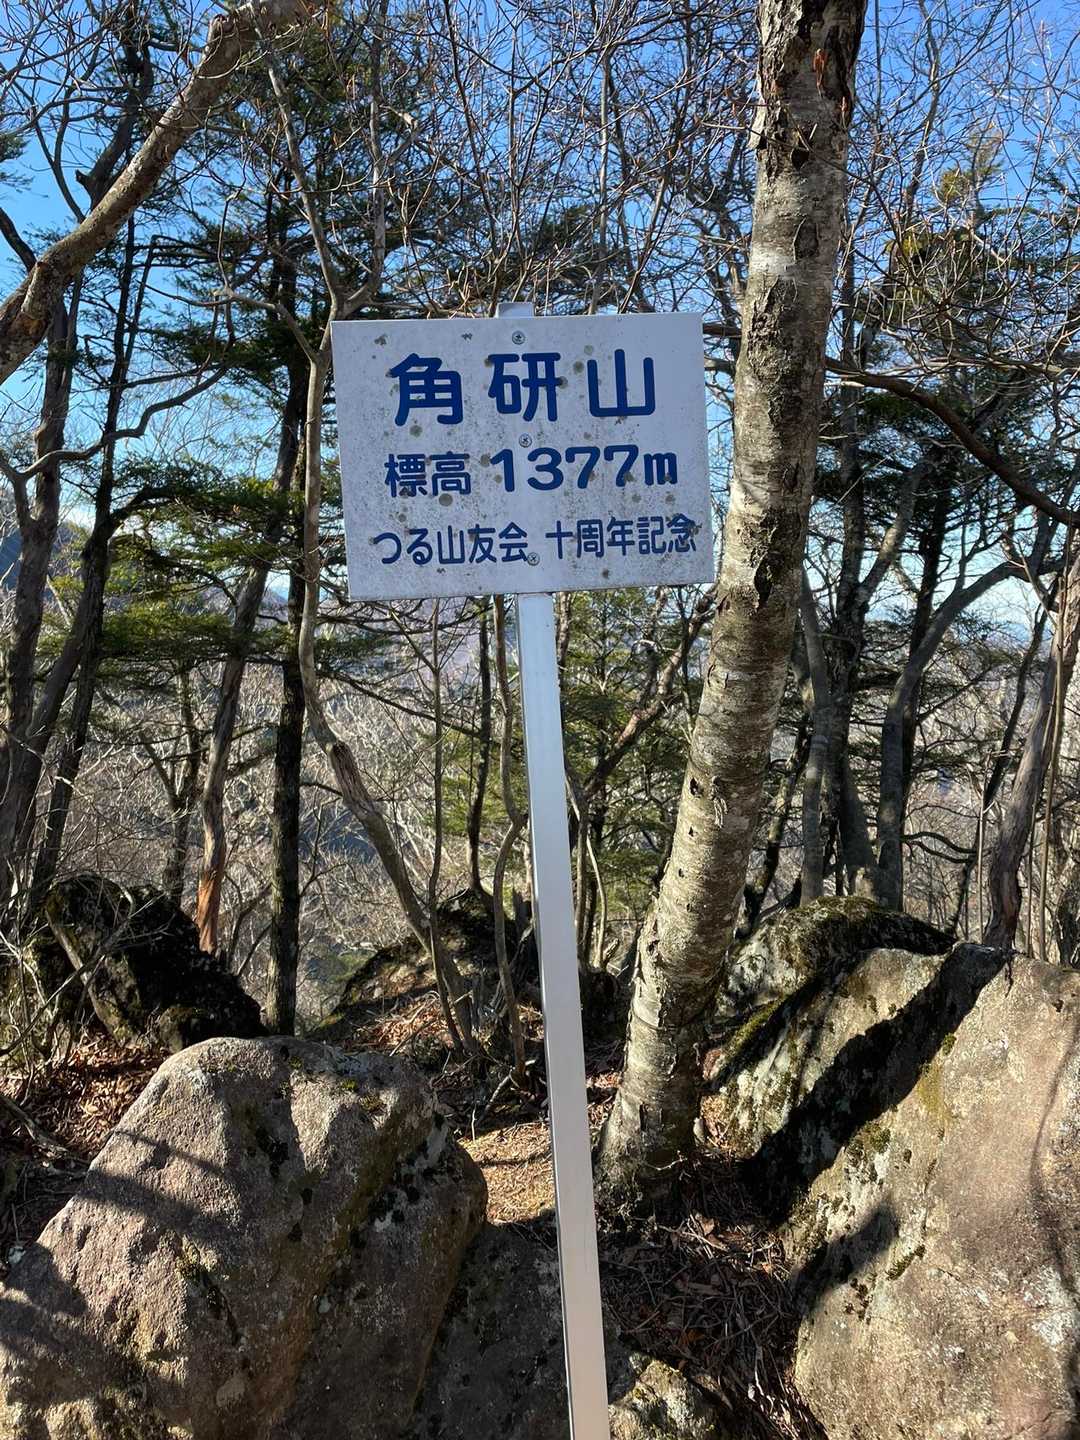 角研山
標高 1377m
つる山友会 十周年記念